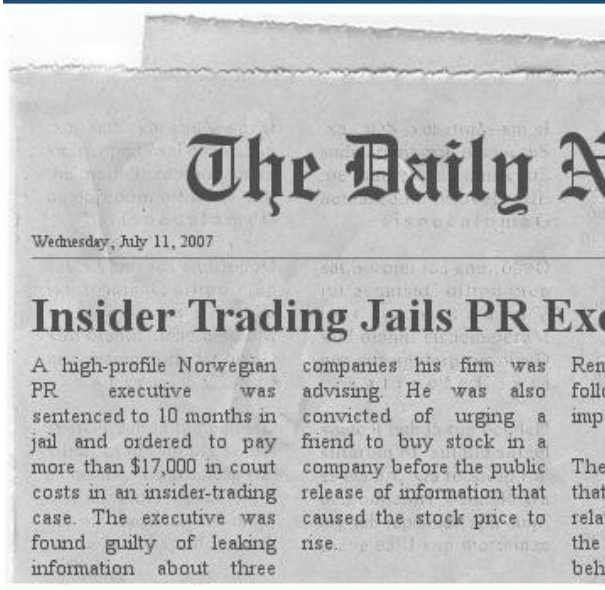 The Daily N
Wednesday, July 11, 2007
Insider Trading Jails PR Exe
A high-profile Norwegian
PR executive was
sentenced to 10 months in
jail and ordered to pay
more than $17,000 in court
costs in an insider-trading
case. The executive was
found guilty of leaking
information about three
companies his firm was
advising. He was also
convicted of urging a
friend to buy stock in a
company before the public
release of information that
caused the stock price to
rise.
Ren
follo
imp
The
that
rela
the
beh